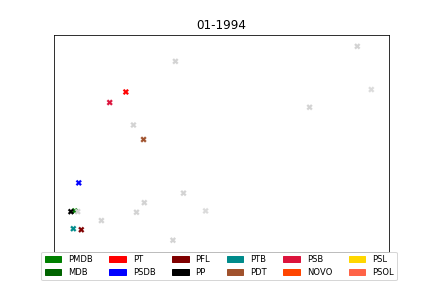 01-1994
PMDB PT PFL PTB PSB PSL
MDB PSDB PP PDT NOVO PSOL